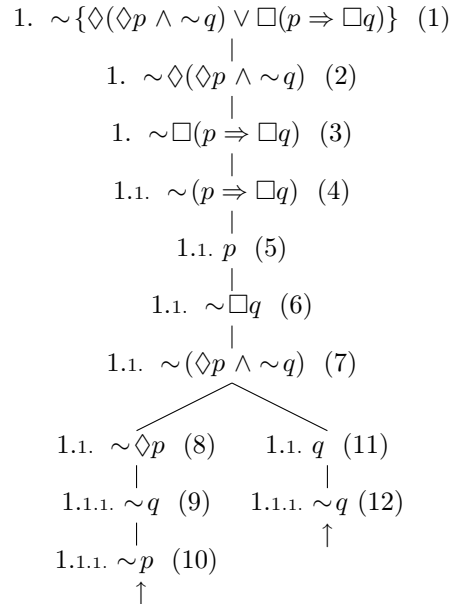 1. ∼{◊(◊p ∧ ∼q) ∨ □(p ⇒ □q)} (1)
1. ∼◊(◊p ∧ ∼q) (2)
1. ∼□(p ⇒ □q) (3)
1.1. ∼(p ⇒ □q) (4)
1.1. p (5)
1.1. ∼□q (6)
1.1. ∼(◊p ∧ ∼q) (7)
1.1. ∼◊p (8) 1.1. q (11)
1.1.1. ∼q (9) 1.1.1. ∼q (12)
1.1.1. ∼p (10) ↑
↑